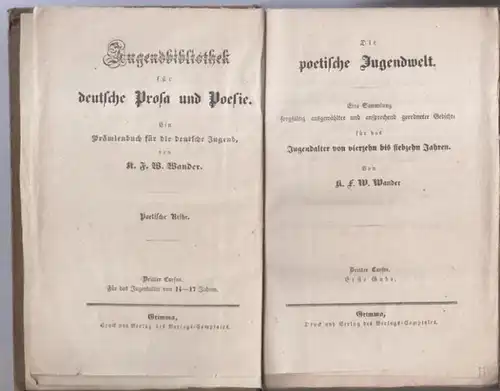 Jugendbibliothek
für
deutsche Prosa und Poesie.
Ein
Prämienbuch für die deutsche Jugend,
von
K. F. W. Wander.
Poetische Reihe.
Dritter Cursus.
Für das Jugendalter von 14—17 Jahren.
Grimma,
Druck und Verlag des Verlags-Comptoirs.
Die
poetische Jugendwelt.
Eine Sammlung
sorgfältig ausgewählter und ansprechend geordneter Gedichte
für das
Jugendalter von vierzehn bis siebzehn Jahren.
Von
K. F. W. Wander
Dritter Cursus.
Erste Gabe.
Grimma,
Druck und Verlag des Verlags-Comptoirs.